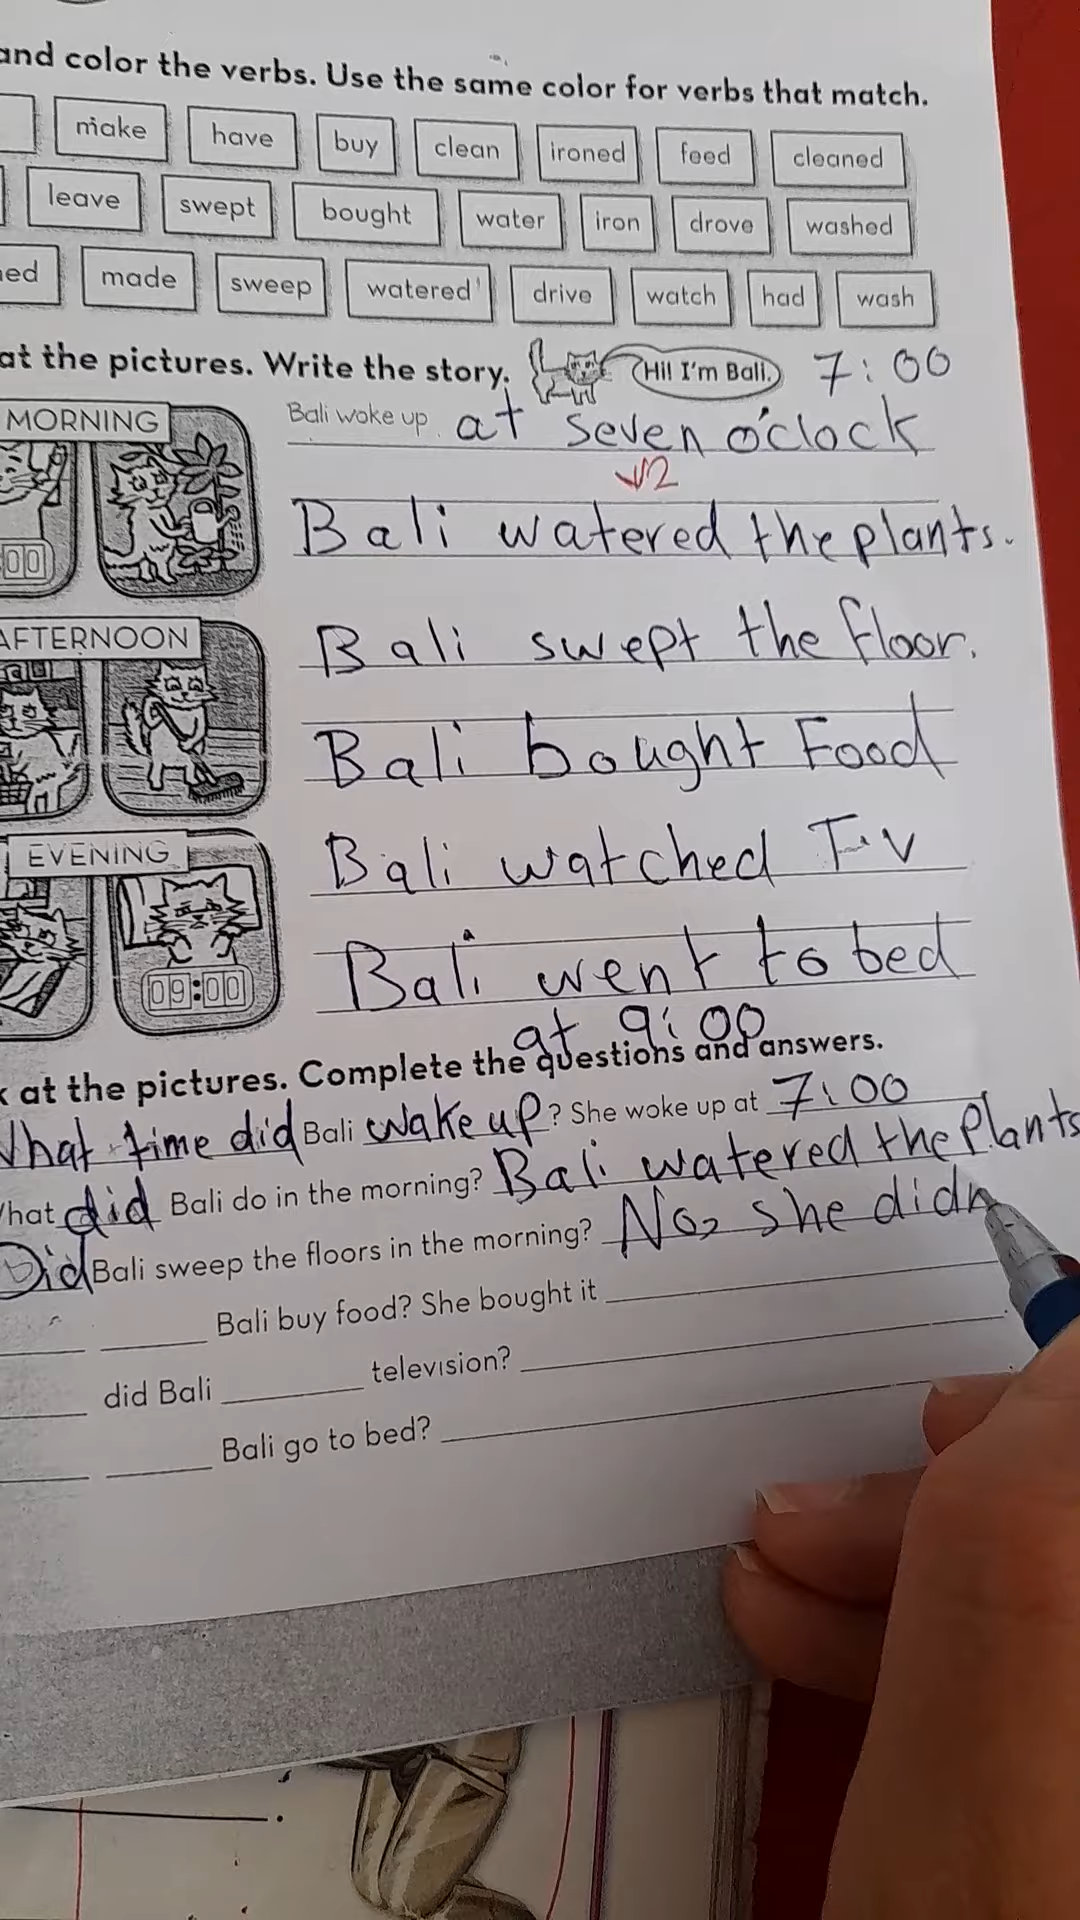 and color the verbs. Use the same color for verbs that match.
make have buy clean ironed feed cleaned
leave swept bought water iron drove washed
ed made sweep watered drive watch had wash
at the pictures. Write the story. Hi! I'm Bali. 7:00
MORNING
Bali woke up at seven o'clock
√2
Bali watered the plants.
00
AFTERNOON
Bali swept the floor.
Bali bought Food
EVENING
Bali watched T.V
Bali went to bed
09:00
at 9:00
at the pictures. Complete the questions and answers.
What time did Bali wake up? She woke up at 7:00
What did Bali do in the morning? Bali watered the Plants
Did Bali sweep the floors in the morning? No, she didn
Bali buy food? She bought it
did Bali television?
Bali go to bed?